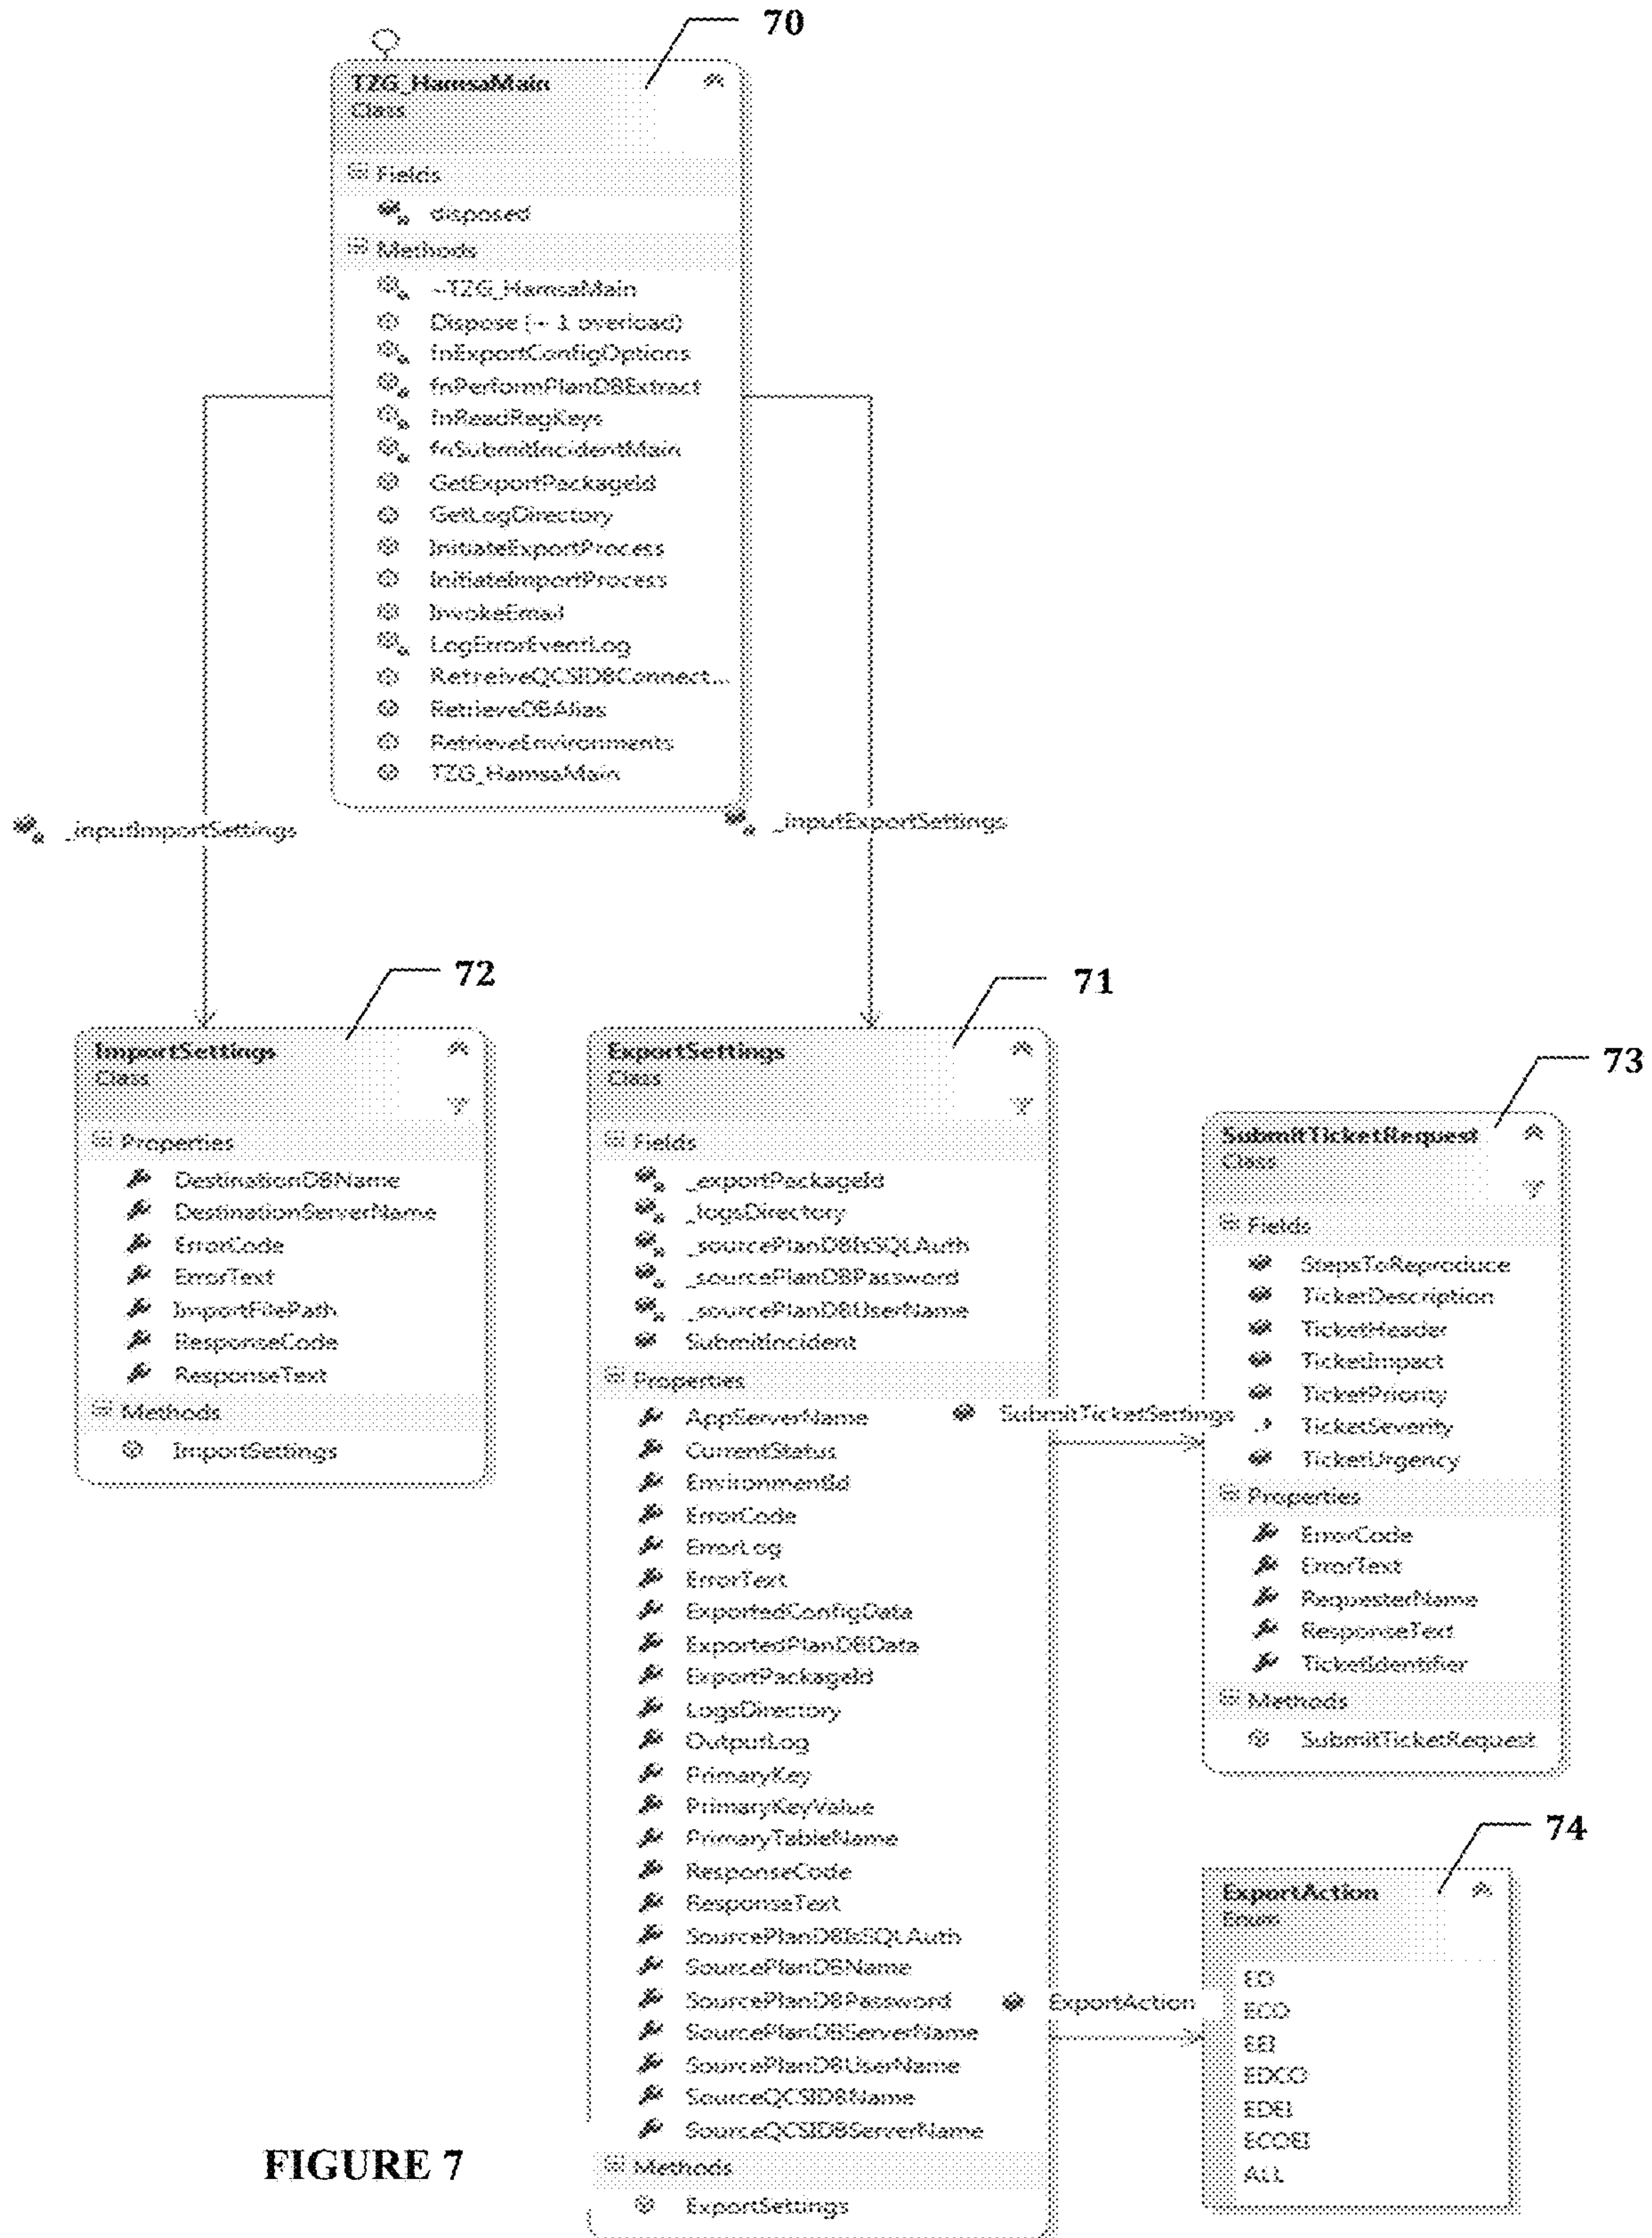 70
TZG_HamsaMain
Class
Fields
disposed
Methods
~TZG_HamsaMain
Dispose (+ 1 overload)
fnExportConfigOptions
fnPerformPlanDBExtract
fnReadRegKeys
fnSubmitIncidentMain
GetExportPackageId
GetLogDirectory
InitiateExportProcess
InitiateImportProcess
InvokeEmail
LogErrorEventLog
RetreiveQCSIDBConnect...
RetrieveDBAlias
RetrieveEnvironments
TZG_HamsaMain
_inputImportSettings
_inputExportSettings
72
ImportSettings
Class
Properties
DestinationDBName
DestinationServerName
ErrorCode
ErrorText
ImportFilePath
ResponseCode
ResponseText
Methods
ImportSettings
71
ExportSettings
Class
Fields
_exportPackageId
_logsDirectory
_sourcePlanDBIsSQLAuth
_sourcePlanDBPassword
_sourcePlanDBUserName
SubmitIncident
Properties
AppServerName
CurrentStatus
EnvironmentId
ErrorCode
ErrorLog
ErrorText
ExportedConfigData
ExportedPlanDBData
ExportPackageId
LogsDirectory
OutputLog
PrimaryKey
PrimaryKeyValue
PrimaryTableName
ResponseCode
ResponseText
SourcePlanDBIsSQLAuth
SourcePlanDBName
SourcePlanDBPassword
SourcePlanDBServerName
SourcePlanDBUserName
SourceQCSIDBName
SourceQCSIDBServerName
Methods
ExportSettings
SubmitTicketSettings
ExportAction
73
SubmitTicketRequest
Class
Fields
StepsToReproduce
TicketDescription
TicketHeader
TicketImpact
TicketPriority
TicketSeverity
TicketUrgency
Properties
ErrorCode
ErrorText
RequesterName
ResponseText
TicketIdentifier
Methods
SubmitTicketRequest
74
ExportAction
Enum
ED
ECO
EEI
EDCO
EDEI
ECOEI
ALL
FIGURE 7